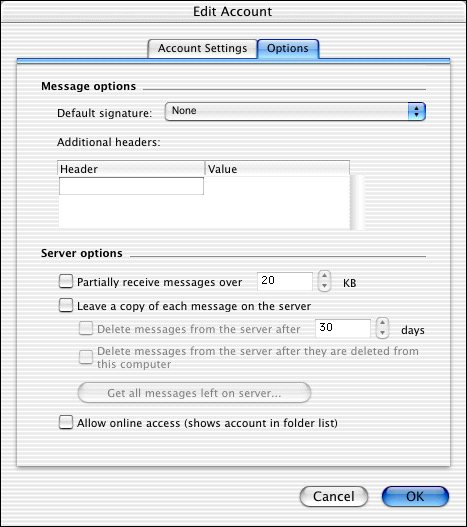 Edit Account
Account Settings
Options
Message options
Default signature:
None
Additional headers:
Header
Value
Server options
Partially receive messages over
20
KB
Leave a copy of each message on the server
Delete messages from the server after
30
days
Delete messages from the server after they are deleted from
this computer
Get all messages left on server...
Allow online access (shows account in folder list)
Cancel
OK